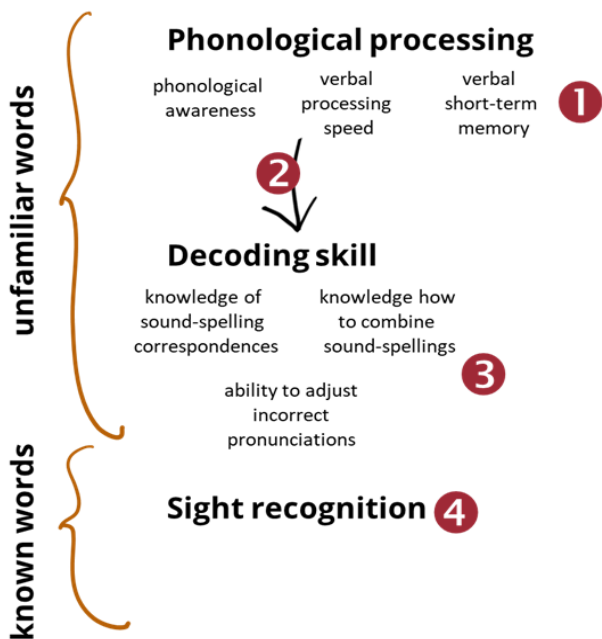 Phonological processing
phonological
awareness
verbal
processing
speed
verbal
short-term
memory
1
2
unfamiliar words
Decoding skill
knowledge of
sound-spelling
correspondences
knowledge how
to combine
sound-spellings
3
ability to adjust
incorrect
pronunciations
known words
Sight recognition
4